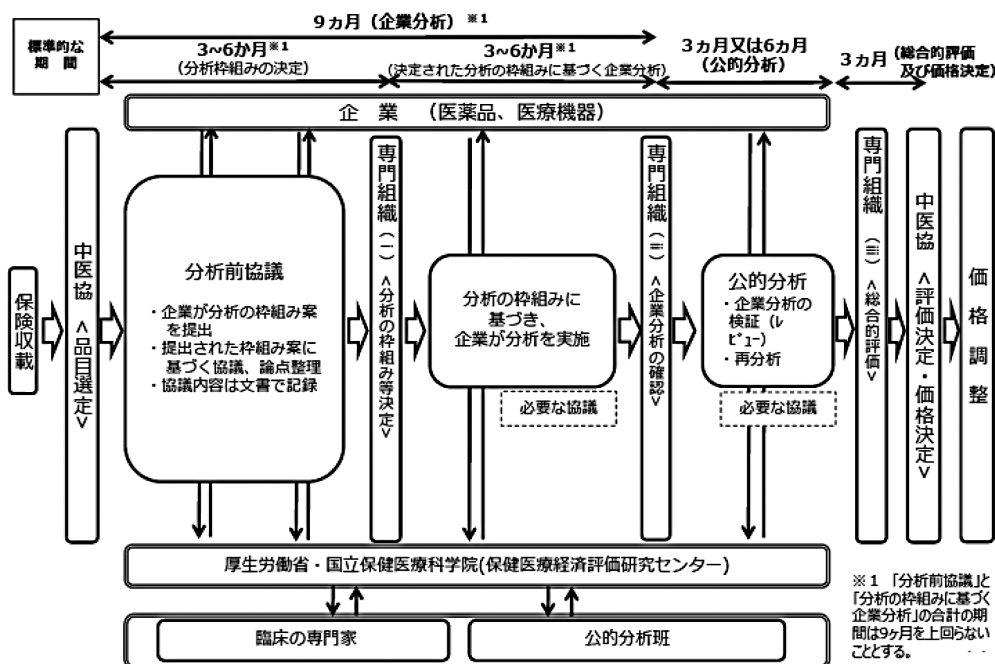 標準的な
期　間
9ヵ月（企業分析）※1
3~6か月※1
（分析枠組みの決定）
3~6か月※1
（決定された分析の枠組みに基づく企業分析）
3ヵ月又は6ヵ月
（公的分析）
3ヵ月（総合的評価
及び価格決定）
企　業　（医薬品、医療機器）
保険収載
中医協　<品目選定>
分析前協議
・企業が分析の枠組み案
を提出
・提出された枠組み案に
基づく協議、論点整理
・協議内容は文書で記録
専門組織（ⅰ）<分析の枠組み等決定>
分析の枠組みに
基づき、
企業が分析を実施
必要な協議
専門組織（ⅱ）<企業分析の確認>
公的分析
・企業分析の
検証（ﾚ
ﾋﾞｭｰ）
・再分析
必要な協議
専門組織（ⅲ）<総合的評価>
中医協　<評価決定・価格決定>
価格調整
厚生労働省・国立保健医療科学院(保健医療経済評価研究センター)
臨床の専門家
公的分析班
※1　「分析前協議」と
「分析の枠組みに基づく
企業分析」の合計の期
間は9ヶ月を上回らない
こととする。